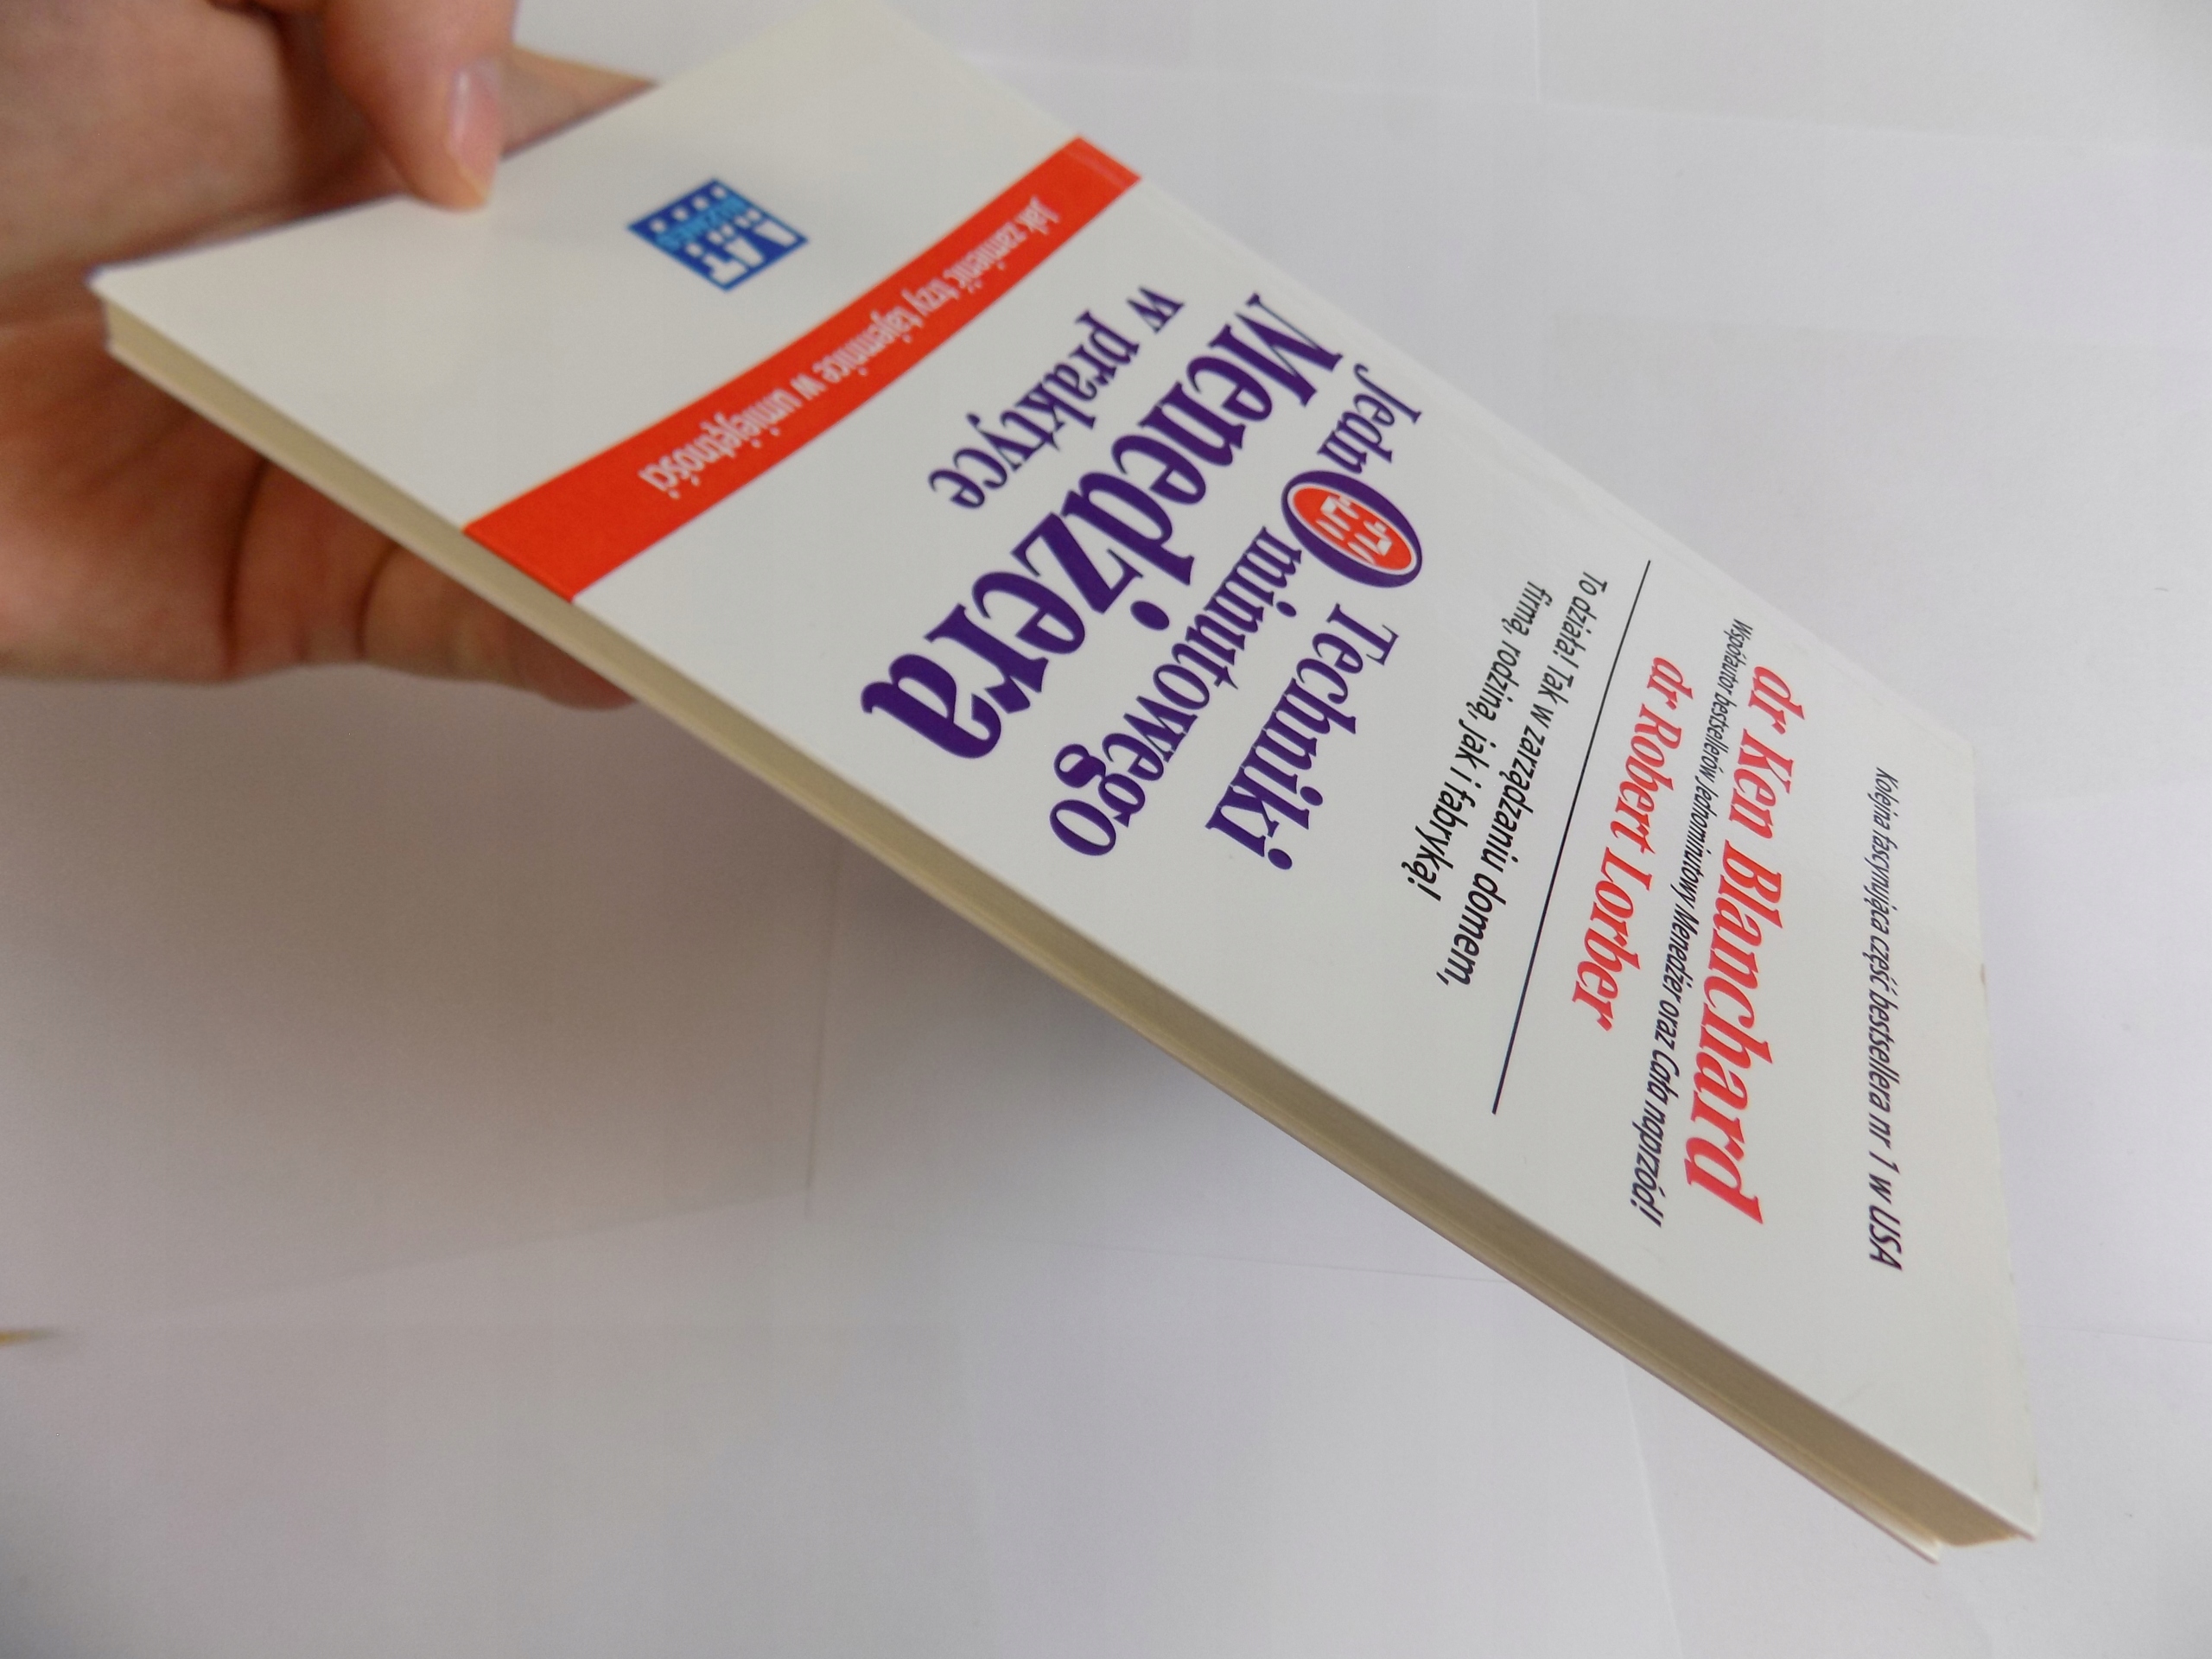 Kolejna fascynująca część bestsellera nr 1 w USA
dr Ken Blanchard
Współautor bestsellerów Jednominutowy Menedżer oraz Cała naprzód!
dr Robert Lorber
To działa! Tak w zarządzaniu domem,
firmą, rodziną, jak i fabryką!
Techniki
JednOminutowego
Menedżera
w praktyce
Jak zamienić trzy tajemnice w umiejętności